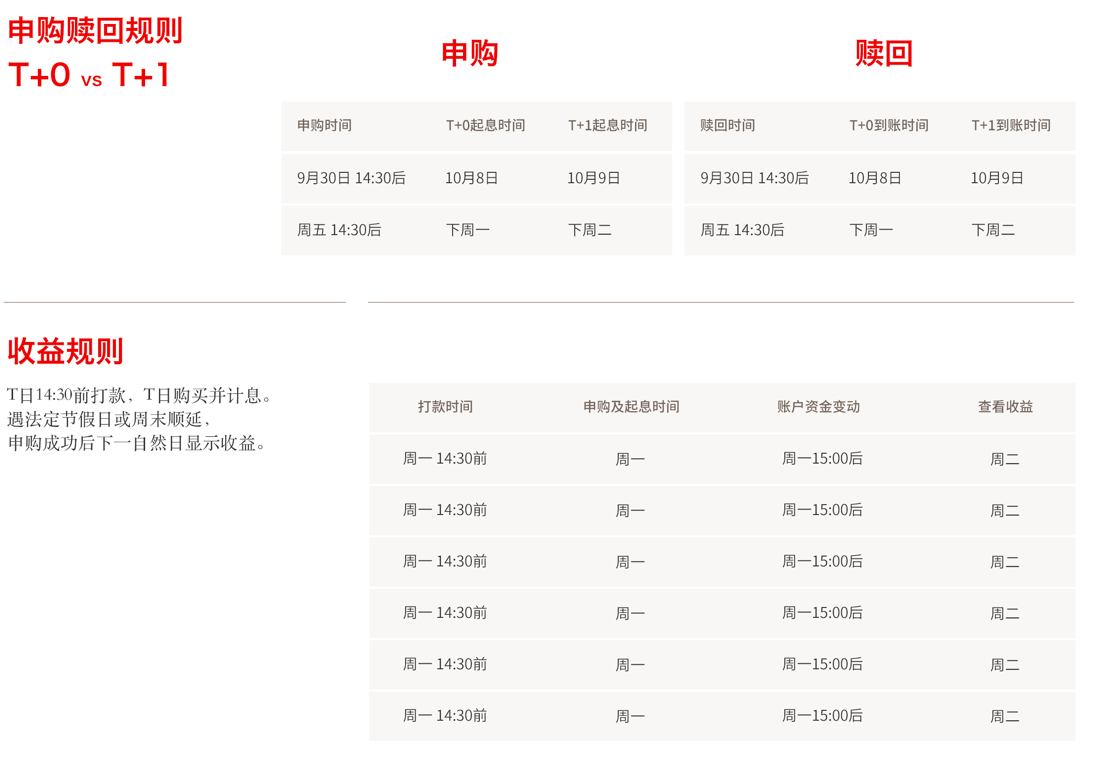 申购赎回规则
T+0 vs T+1
申购
申购时间 T+0起息时间 T+1起息时间
9月30日 14:30后 10月8日 10月9日
周五 14:30后 下周一 下周二
赎回
赎回时间 T+0到账时间 T+1到账时间
9月30日 14:30后 10月8日 10月9日
周五 14:30后 下周一 下周二
收益规则
T日14:30前打款，T日购买并计息。
遇法定节假日或周末顺延，
申购成功后下一自然日显示收益。
打款时间 申购及起息时间 账户资金变动 查看收益
周一 14:30前 周一 周一15:00后 周二
周一 14:30前 周一 周一15:00后 周二
周一 14:30前 周一 周一15:00后 周二
周一 14:30前 周一 周一15:00后 周二
周一 14:30前 周一 周一15:00后 周二
周一 14:30前 周一 周一15:00后 周二